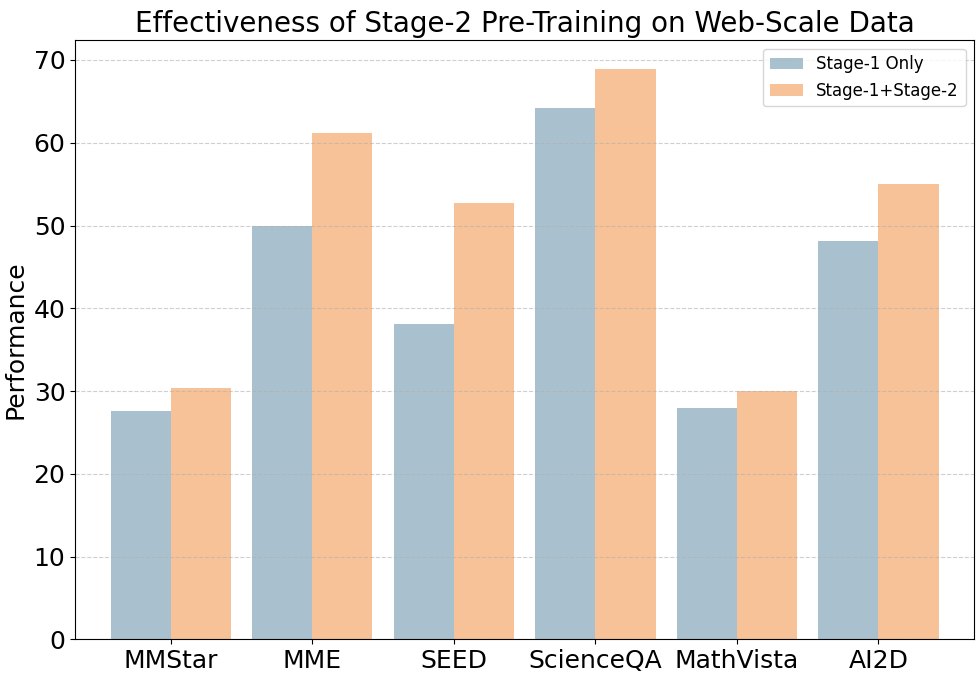 Effectiveness of Stage-2 Pre-Training on Web-Scale Data
Stage-1 Only
Stage-1+Stage-2
Performance
70
60
50
40
30
20
10
0
MMStar MME SEED ScienceQA MathVista AI2D